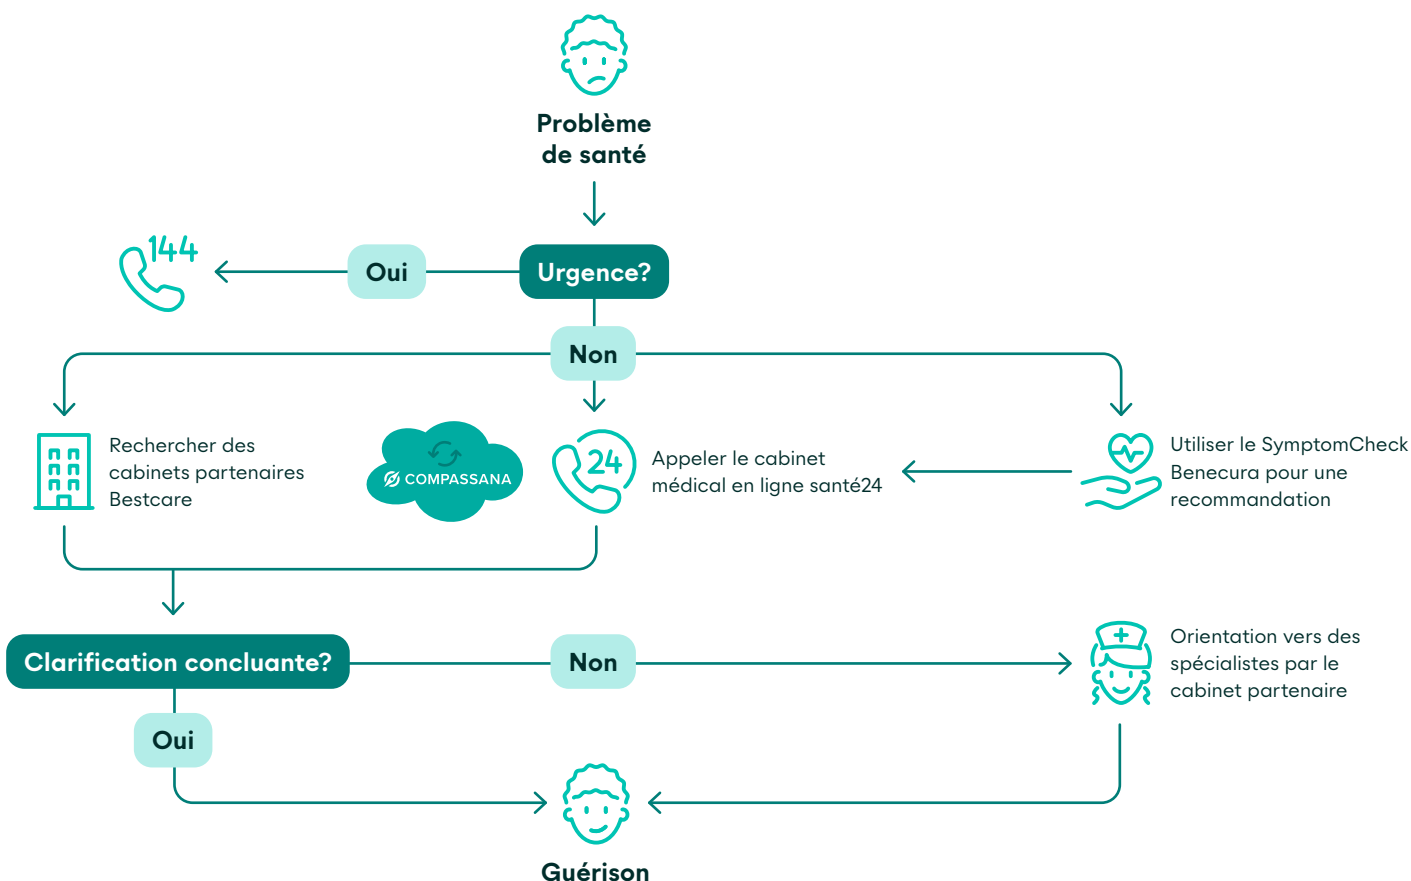 Problème
de santé
144
Oui
Urgence?
Non
Rechercher des
cabinets partenaires
Bestcare
COMPASSANA
24
Appeler le cabinet
médical en ligne santé24
Utiliser le SymptomCheck
Benecura pour une
recommandation
Clarification concluante?
Non
Orientation vers des
spécialistes par le
cabinet partenaire
Oui
Guérison